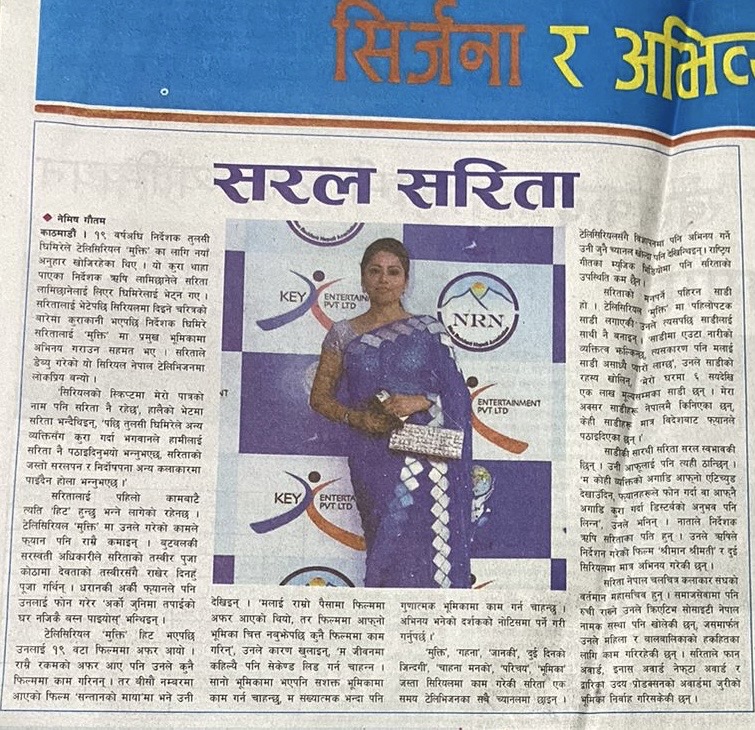 सिर्जना र अभिव
सरल सरिता
नेमिष गौतम
काठमाडौं । १९ वर्षअघि निर्देशक तुलसी
घिमिरेले टेलिसिरियल ‘मुक्ति’ का लागि नयाँ
अनुहार खोजिरहेका थिए । यो कुरा थाहा
पाएका निर्देशक ऋषि लामिछानेले सरिता
लामिछानेलाई लिएर घिमिरेलाई भेट्न गए ।
सरितालाई भेटेपछि सिरियलमा दिइने चरित्रको
बारेमा कुराकानी भएपछि निर्देशक घिमिरे
सरितालाई ‘मुक्ति’ मा प्रमुख भूमिकामा
अभिनय गराउन सहमत भए । सरिताले
डेब्यु गरेको यो सिरियल नेपाल टेलिभिजनमा
लोकप्रिय बन्यो ।
‘सिरियलको स्किप्टमा मेरो पात्रको
नाम पनि सरिता नै रहेछ’, हालैको भेटमा
सरिता भन्नैथिइन्, ‘पछि तुलसी घिमिरेले अन्य
व्यक्तिसँग कुरा गर्दा भगवानले हामीलाई
सरिता नै पठाइदिनुभयो भन्नुभएछ, सरिताको
जस्तो सरलपन र निर्दोषपना अन्य कलाकारमा
पाइँदैन होला भन्नुभएछ ।’
सरितालाई पहिलो कामबाटै
त्यति ‘हिट’ हुन्छु भन्ने लागेको रहेनछ ।
टेलिसिरियल ‘मुक्ति’ मा उनले गरेको कामले
फ्यान पनि राम्रै कमाइन् । बुटवलकी
सरस्वती अधिकारीले सरिताको तस्वीर पूजा
कोठामा देवताको तस्वीरसँगै राखेर दिनहुँ
पूजा गर्थिन् । धरानकी अर्की फ्यानले पनि
उनलाई फोन गरेर ‘अर्को जुनिमा तपाईंको
घर नजिकै बस्न पाइयोस्’ भन्थिइन् ।
टेलिसिरियल ‘मुक्ति’ हिट भएपछि
उनलाई १९ वटा फिल्ममा अफर आयो ।
राम्रै रकमको अफर आए पनि उनले कुनै
फिल्ममा काम गरिनन् । तर बीसौं नम्बरमा
आएको फिल्म ‘सन्तानको माया’मा भने उनी
KEY ENTERTAIN
PVT LTD
NRN
ENTERTAINMENT
PVT LTD
KEY ENTERTA
PVT LTD
देखिइन् । ‘मलाई राम्रो पैसामा फिल्ममा
अफर आएको थियो, तर फिल्ममा आफ्नो
भूमिका चित्त नबुझेपछि कुनै फिल्ममा काम
गरिन्’, उनले कारण खुलाइन्, ‘म जीवनमा
कहिल्यै पनि सेकेण्ड लिड गर्न चाहन्न ।
सानो भूमिकामा भएपनि सशक्त भूमिकामा
काम गर्न चाहन्छु, म सख्यात्मक भन्दा पनि
गुणात्मक भूमिकामा काम गर्न चाहन्छु ।
अभिनय भनेको दर्शकको नोटिसमा पर्ने गरी
गर्नुपर्छ ।’
‘मुक्ति’, ‘गहना’, ‘जानकी’, ‘दुई दिनको
जिन्दगी’, ‘चाहना मनको’, ‘परिचय’, ‘भूमिका’
जस्ता सिरियलमा काम गरेकी सरिता एक
समय टेलिभिजनका सबै च्यानलमा छाइन् ।
टेलिसिरियलसँगै विज्ञापनमा पनि अभिनय गर्ने
उनी जुनै च्यानल खोल्दा पनि देखिन्थिइन् । राष्ट्रिय
गीतका म्युजिक भिडियोमा पनि सरिताको
उपस्थिति कम छैन ।
सरिताको मनपर्ने पहिरन साडी
हो । टेलिसिरियल ‘मुक्ति’ मा पहिलोपटक
साडी लगाएकी उनले त्यसपछि साडीलाई
साथी नै बनाइन् । ‘साडीमा एउटा नारीको
व्यक्तित्व झल्किन्छ, त्यसकारण पनि मलाई
साडी असाध्यै प्यारो लाग्छ’, उनले साडीको
रहस्य खोलिन्, ‘मेरो घरमा ६ सयदेखि
एक लाख मूल्यसम्मका साडी छन् । मेरा
अक्सर साडीहरू नेपालमै किनिएका छन्,
केही साडीहरू मात्र विदेशबाट फ्यानले
पठाइदिएका छन् ।’
साडीकी सारथी सरिता सरल स्वभावकी
छिन् । उनी आफूलाई पनि त्यही ठान्छिन् ।
‘म कोही व्यक्तिको अगाडि आफ्नो एटिच्युड
देखाउँदिन, फ्यानहरूले फोन गर्दा वा आफ्नै
अगाडि कुरा गर्दा डिस्टर्वको अनुभव पनि
लिन्न’, उनले भनिन् । नाताले निर्देशक
ऋषि सरिताका पति हुन् । उनले ऋषिले
निर्देशन गरेको फिल्म ‘श्रीमान श्रीमती’ र दुई
सिरियलमा मात्र अभिनय गरेकी छन् ।
सरिता नेपाल चलचित्र कलाकार संघको
वर्तमान महासचिव हुन् । समाजसेवामा पनि
रुची राख्ने उनले क्रिएटिभ सोसाइटी नेपाल
नामक संस्था पनि खोलेकी छन्, जसमार्फत
उनले महिला र बालबालिकाको हकहितका
लागि काम गरिरहेकी छन् । सरिताले फान
अवार्ड, इनास अवार्ड नेफ्टा अवार्ड र
द्वारिका उदय प्रोडक्सनको अवार्डमा जुरीको
भूमिका निर्वाह गरिसकेकी छन् ।